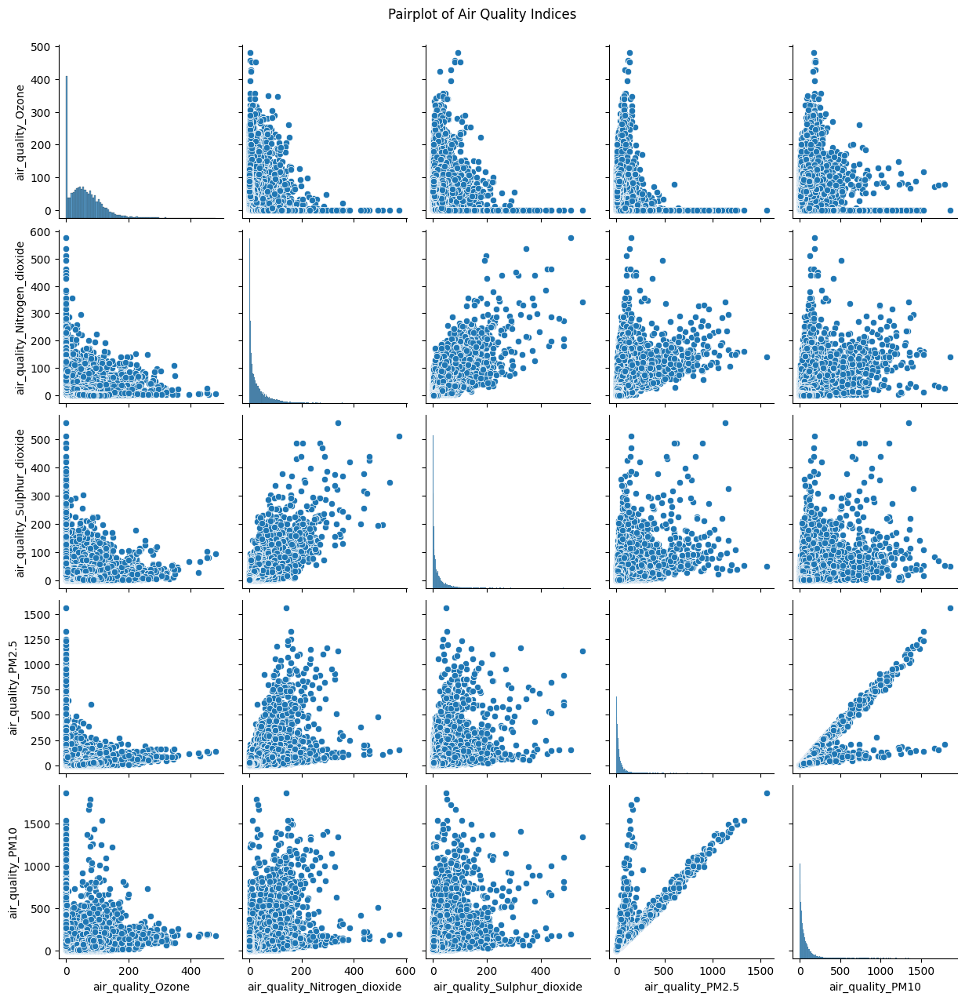 Pairplot of Air Quality Indices
air_quality_Ozone
500
400
300
200
100
0
air_quality_Nitrogen_dioxide
600
500
400
300
200
100
0
air_quality_Sulphur_dioxide
500
400
300
200
100
0
air_quality_PM2.5
1500
1250
1000
750
500
250
0
air_quality_PM10
1500
1000
500
0
0 200 400
0 200 400 600
0 200 400
0 500 1000 1500
0 500 1000 1500
air_quality_Ozone
air_quality_Nitrogen_dioxide
air_quality_Sulphur_dioxide
air_quality_PM2.5
air_quality_PM10